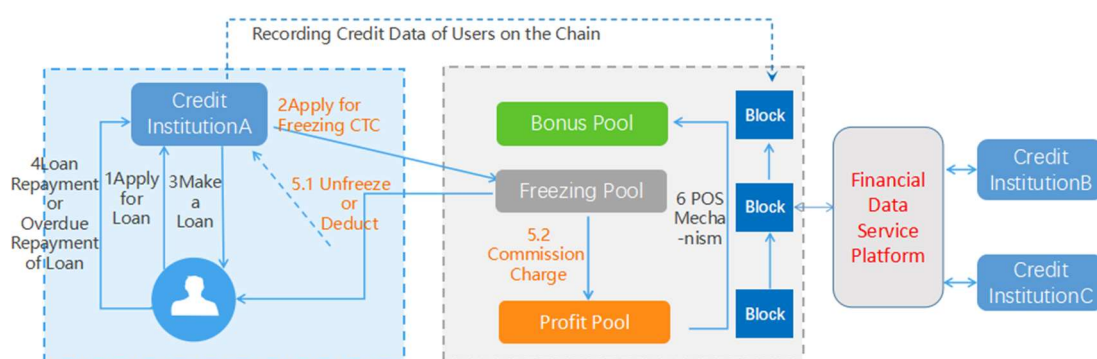 Recording Credit Data of Users on the Chain
Credit
InstitutionA
2Apply for
Freezing CTC
4Loan
Repayment
or
Overdue
Repayment
of Loan
1Apply
for
Loan
3Make
a
Loan
5.1 Unfreeze
or
Deduct
Bonus Pool
Freezing Pool
5.2
Commission
Charge
Profit Pool
6 POS
Mecha
-nism
Block
Block
Block
Financial
Data
Service
Platform
Credit
InstitutionB
Credit
InstitutionC